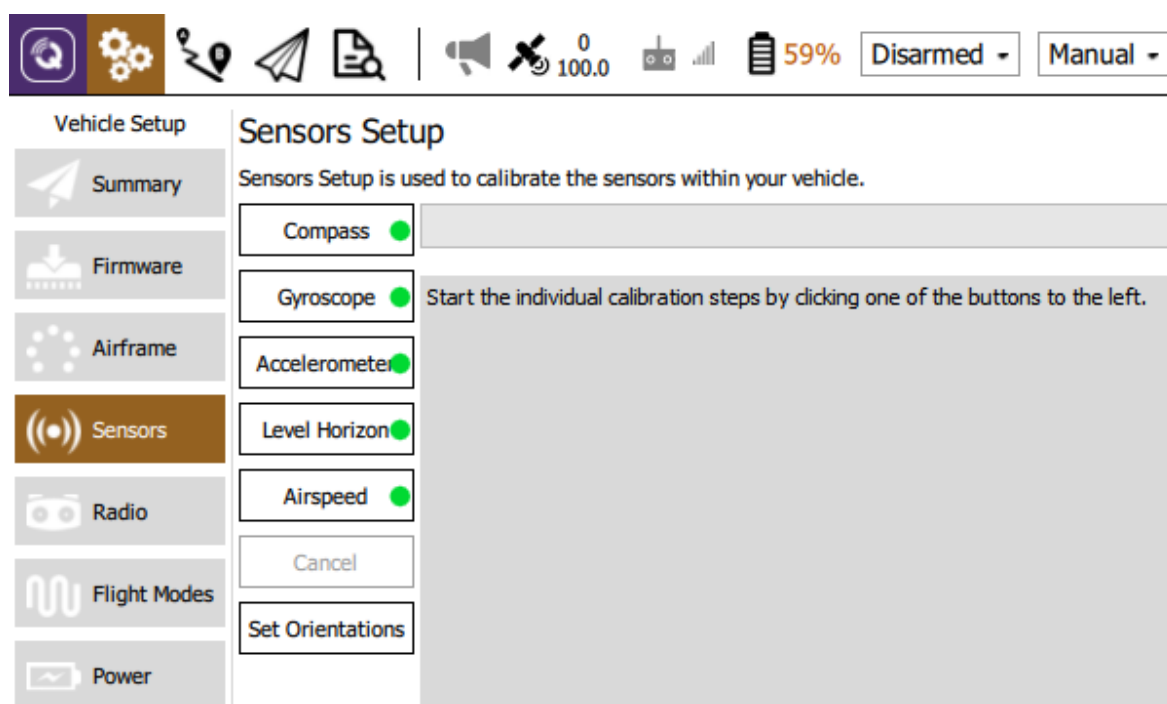 0
100.0
59%
Disarmed
Manual
Vehicle Setup
Summary
Firmware
Airframe
Sensors
Radio
Flight Modes
Power
Sensors Setup
Sensors Setup is used to calibrate the sensors within your vehicle.
Compass
Gyroscope
Accelerometer
Level Horizon
Airspeed
Cancel
Set Orientations
Start the individual calibration steps by clicking one of the buttons to the left.